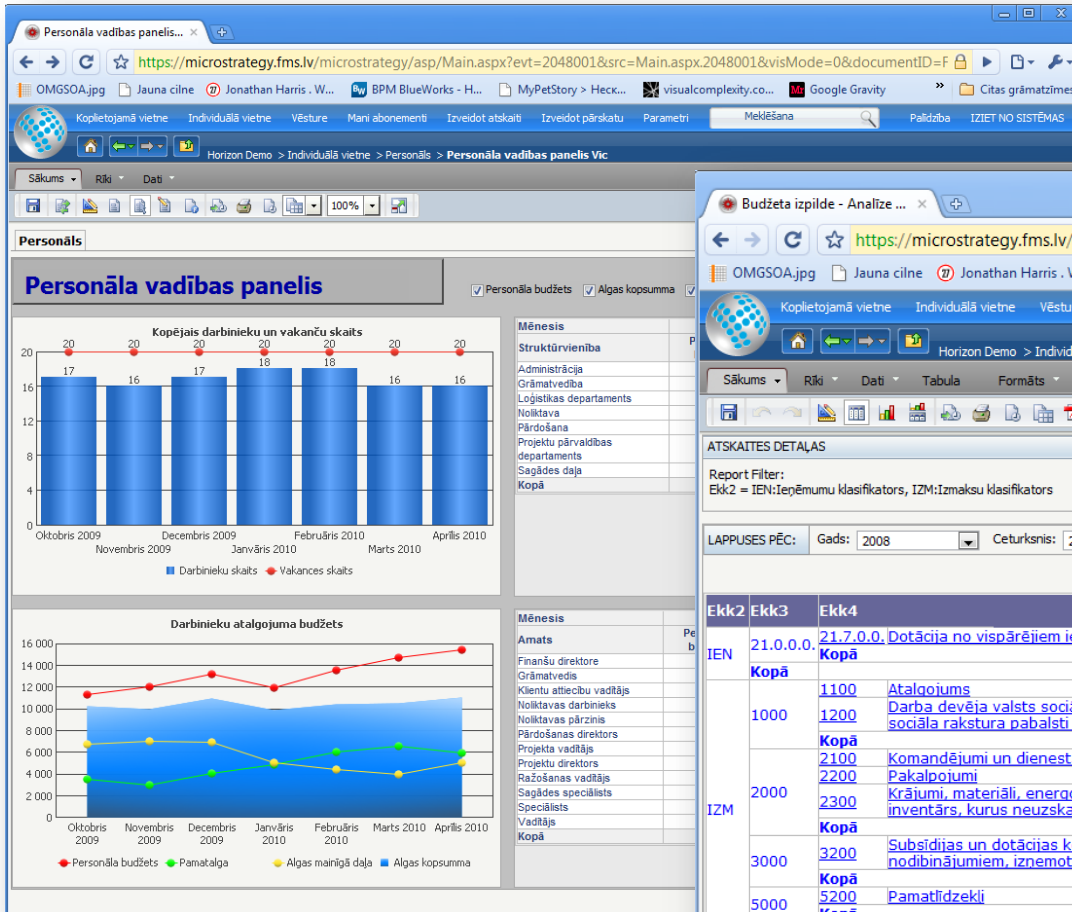 Personāla vadības panelis...
https://microstrategy.fms.lv/microstrategy/asp/Main.aspx?evt=2048001&src=Main.aspx.2048001&visMode=0&documentID=F
OMGSOA.jpg Jauna cilne Jonathan Harris . W... BPM BlueWorks - H... MyPetStory > Неск... visualcomplexity.co... Google Gravity » Citas grāmatzīmes
Koplietojamā vietne Individuālā vietne Vēsture Mani abonementi Izveidot atskaiti Izveidot pārskatu Parametri Meklēšana Palīdzība IZIET NO SISTĒMAS
Horizon Demo > Individuālā vietne > Personāls > Personāla vadības panelis Vic
Sākums Rīki Dati
100%
Personāls
Personāla vadības panelis
Personāla budžets Algas kopsumma
Kopējais darbinieku un vakanču skaits
20 20 20 20 20 20 20
20
16
12
8
4
0
17 16 17 18 18 16 16
Oktobris 2009 Decembris 2009 Februāris 2010 Aprīlis 2010
Novembris 2009 Janvāris 2010 Marts 2010
Darbinieku skaits Vakances skaits
Mēnesis
Struktūrvienība
Administrācija
Grāmatvedība
Loģistikas departaments
Noliktava
Pārdošana
Projektu pārvaldības
departaments
Sagādes daļa
Kopā
Darbinieku atalgojuma budžets
16 000
14 000
12 000
10 000
8 000
6 000
4 000
2 000
0
Oktobris Novembris Decembris Janvāris Februāris Marts 2010 Aprīlis 2010
2009 2009 2009 2010 2010
Personāla budžets Pamatalga Algas mainīgā daļa Algas kopsumma
Mēnesis
Amats Pe
b
Finanšu direktore
Grāmatvedis
Klientu attiecību vadītājs
Noliktavas darbinieks
Noliktavas pārzinis
Pārdošanas direktors
Projekta vadītājs
Projektu direktors
Ražošanas vadītājs
Sagādes speciālists
Speciālists
Vadītājs
Kopā
Budžeta izpilde - Analīze ...
https://microstrategy.fms.lv/
OMGSOA.jpg Jauna cilne Jonathan Harris . W
Koplietojamā vietne Individuālā vietne Vēstu
Horizon Demo > Individ
Sākums Rīki Dati Tabula Formāts
ATSKAITES DETAĻAS
Report Filter:
Ekk2 = IEN:Ieņēmumu klasifikators, IZM:Izmaksu klasifikators
LAPPUSES PĒC: Gads: 2008 Ceturksnis: 2
Ekk2 Ekk3 Ekk4
IEN 21.0.0.0. 21.7.0.0. Dotācija no vispārējiem ie
Kopā
Kopā
IZM 1000 1100 Atalgojums
1200 Darba devēja valsts sociā
sociāla rakstura pabalsti
Kopā
2000 2100 Komandējumi un dienest
2200 Pakalpojumi
2300 Krājumi, materiāli, energo
inventārs, kurus neuzska
Kopā
3000 3200 Subsīdijas un dotācijas k
nodibinājumiem, izņemot
Kopā
5000 5200 Pamatlīdzekļi
Kopā